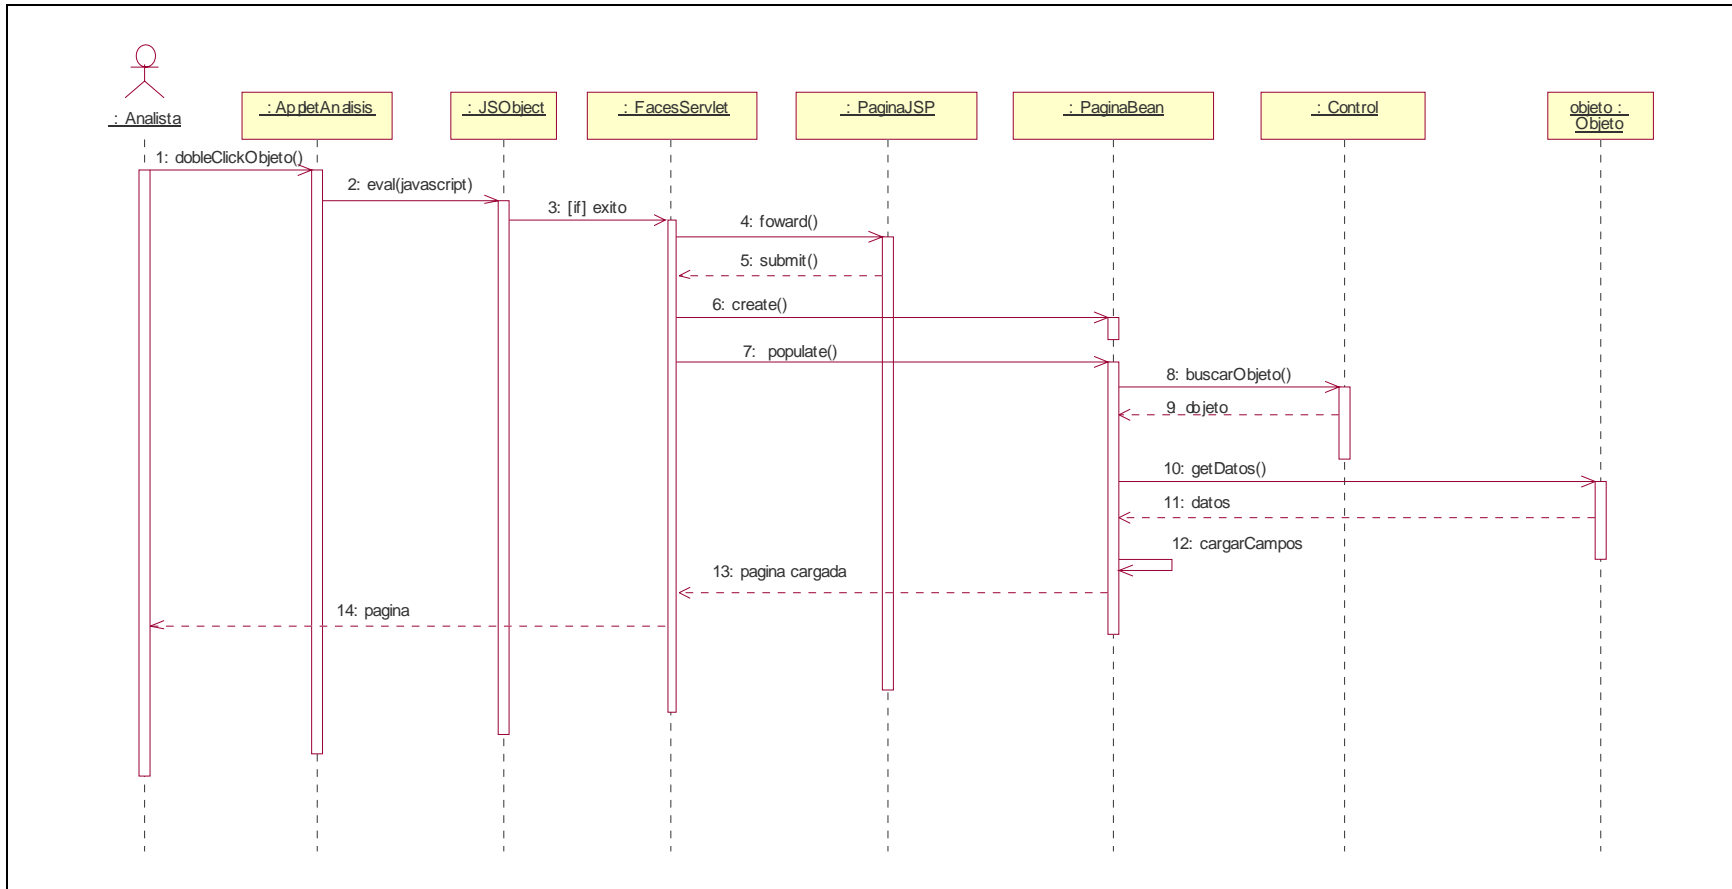 : Analista
: AppletAnalisis
: JSObject
: FacesServlet
: PaginaJSP
: PaginaBean
: Control
objeto :
Objeto
1: dobleClickObjeto()
2: eval(javascript)
3: [if] exito
4: foward()
5: submit()
6: create()
7: populate()
8: buscarObjeto()
9: objeto
10: getDatos()
11: datos
12: cargarCampos
13: pagina cargada
14: pagina